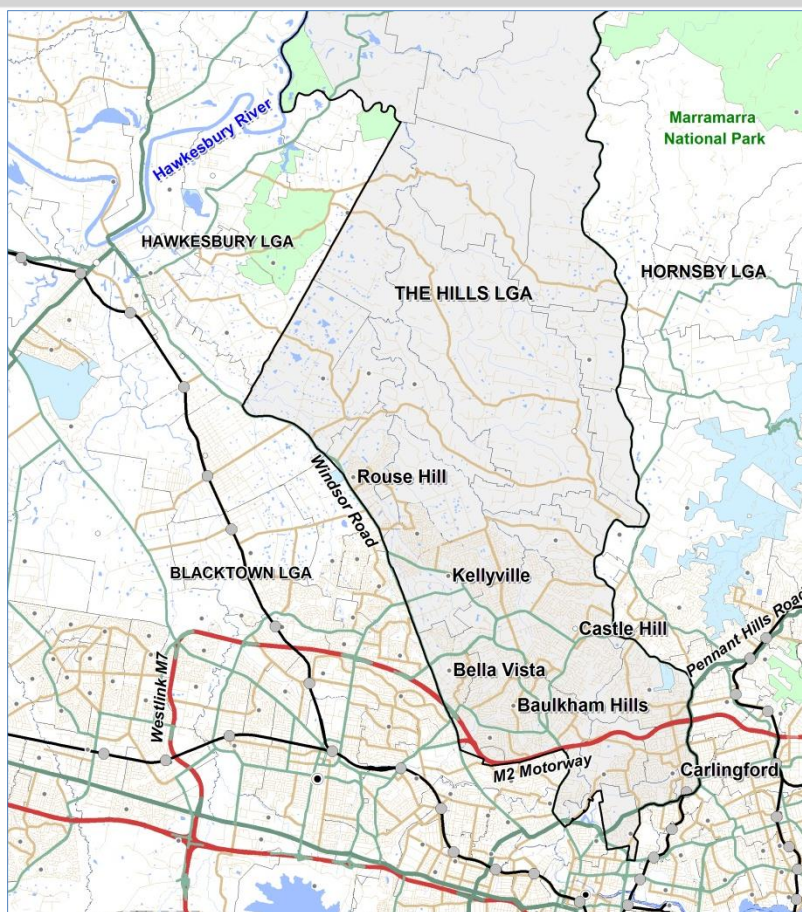 Marramarra
National Park
Hawkesbury River
HAWKESBURY LGA
HORNSBY LGA
THE HILLS LGA
Rouse Hill
Windsor Road
BLACKTOWN LGA
Kellyville
Castle Hill
Pennant Hills Road
Westlink M7
Bella Vista
Baulkham Hills
M2 Motorway
Carlingford